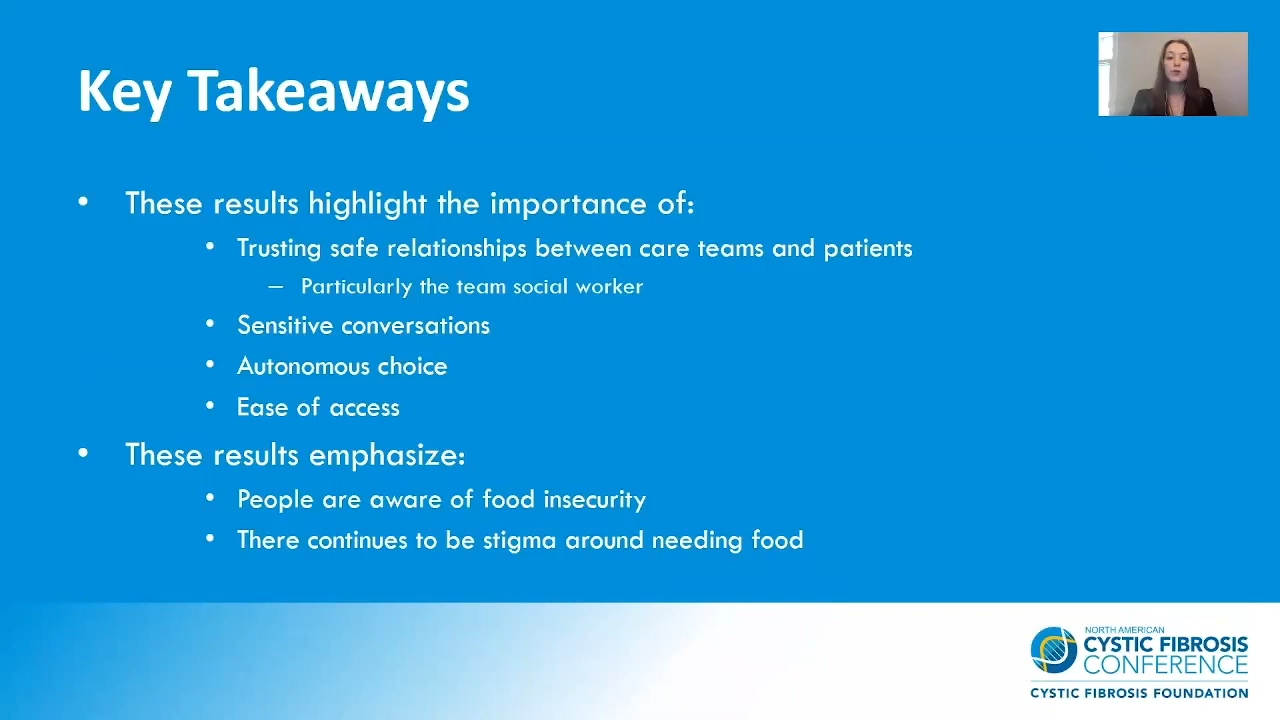 Key Takeaways
• These results highlight the importance of:
• Trusting safe relationships between care teams and patients
– Particularly the team social worker
• Sensitive conversations
• Autonomous choice
• Ease of access
• These results emphasize:
• People are aware of food insecurity
• There continues to be stigma around needing food
NORTH AMERICAN
CYSTIC FIBROSIS
CONFERENCE
CYSTIC FIBROSIS FOUNDATION